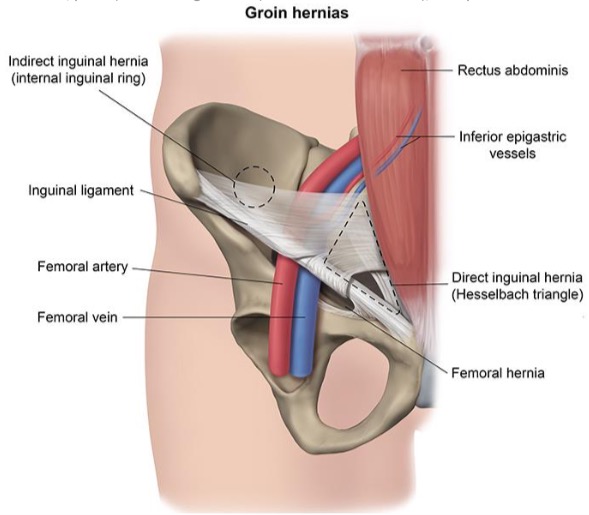 Groin hernias
Indirect inguinal hernia
(internal inguinal ring)
Rectus abdominis
Inferior epigastric
vessels
Inguinal ligament
Femoral artery
Direct inguinal hernia
(Hesselbach triangle)
Femoral vein
Femoral hernia